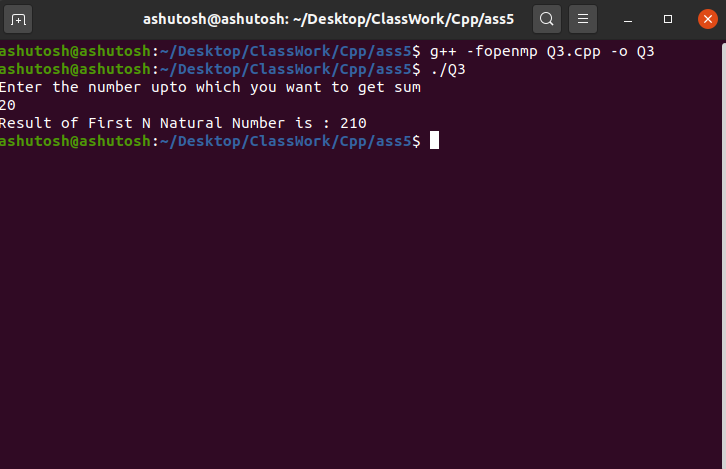 ashutosh@ashutosh: ~/Desktop/ClassWork/Cpp/ass5
ashutosh@ashutosh:~/Desktop/ClassWork/Cpp/ass5$ g++ -fopenmp Q3.cpp -o Q3
ashutosh@ashutosh:~/Desktop/ClassWork/Cpp/ass5$ ./Q3
Enter the number upto which you want to get sum
20
Result of First N Natural Number is : 210
ashutosh@ashutosh:~/Desktop/ClassWork/Cpp/ass5$